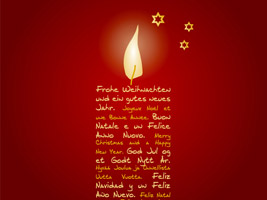 Frohe Weihnachten
und ein gutes neues
Jahr. Joyeux Noël et
une Bonne Année. Buon
Natale e un Felice
Anno Nuovo. Merry
Christmas and a Happy
New Year. God Jul og
et Godt Nytt År.
Hyvää Joulua ja Onnellista
Uutta Vuotta. Feliz
Navidad y un Feliz
Año Nuevo. Feliz Natal